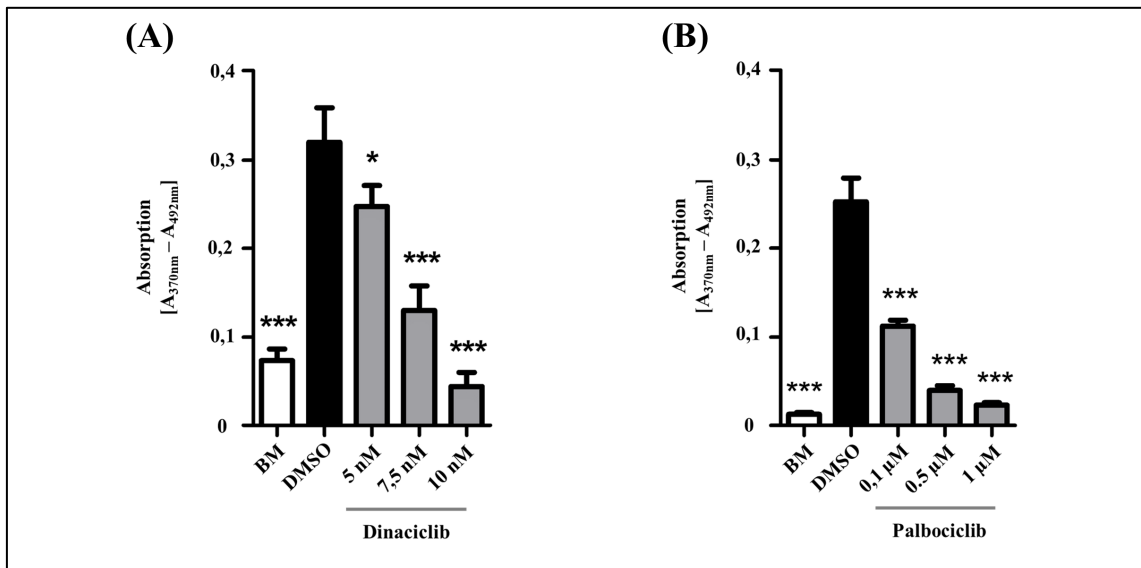 (A)
Absorption
[A370nm – A492nm]
0,4
0,3
0,2
0,1
0
***
*
***
***
BM
DMSO
5 nM
7,5 nM
10 nM
Dinaciclib
(B)
Absorption
[A370nm – A492nm]
0,4
0,3
0,2
0,1
0
***
***
***
***
BM
DMSO
0,1 µM
0.5 µM
1 µM
Palbociclib